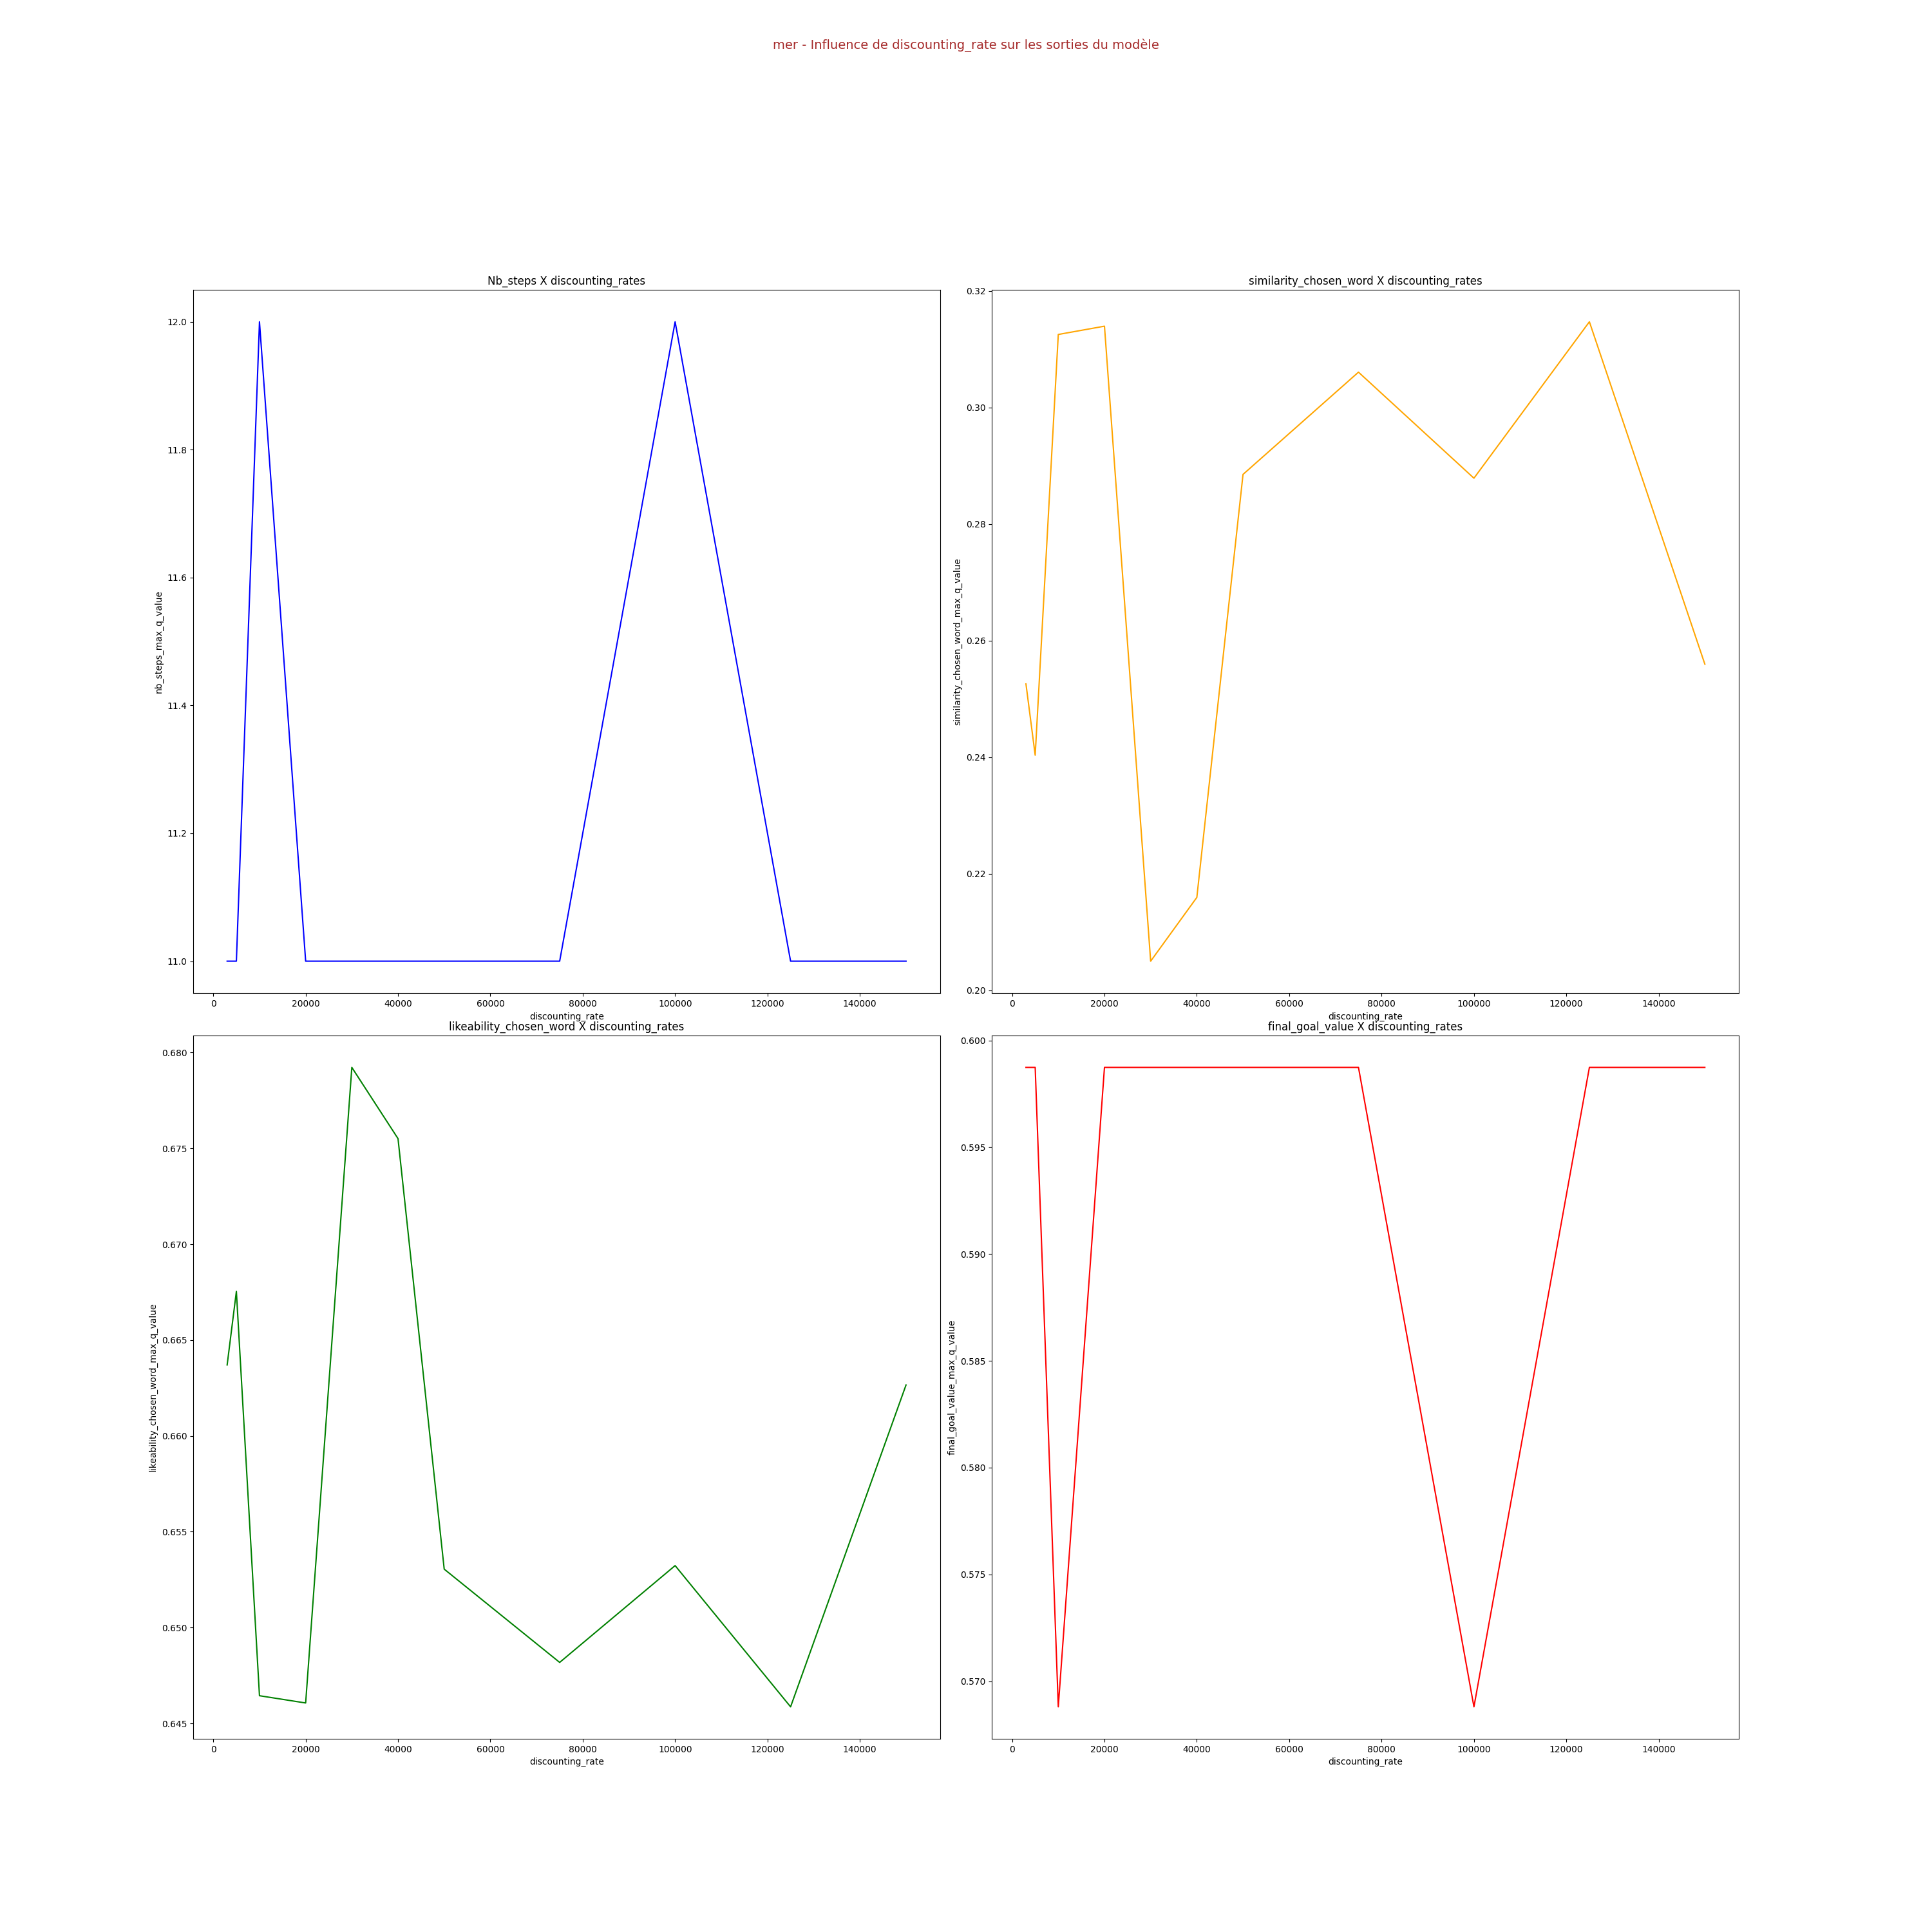 mer - Influence de discounting_rate sur les sorties du modèle
Nb_steps X discounting_rates
nb_steps_max_q_value
12.0
11.8
11.6
11.4
11.2
11.0
0 20000 40000 60000 80000 100000 120000 140000
discounting_rate
similarity_chosen_word X discounting_rates
similarity_chosen_word_max_q_value
0.32
0.30
0.28
0.26
0.24
0.22
0.20
0 20000 40000 60000 80000 100000 120000 140000
discounting_rate
likeability_chosen_word X discounting_rates
likeability_chosen_word_max_q_value
0.680
0.675
0.670
0.665
0.660
0.655
0.650
0.645
0 20000 40000 60000 80000 100000 120000 140000
discounting_rate
final_goal_value X discounting_rates
final_goal_value_max_q_value
0.600
0.595
0.590
0.585
0.580
0.575
0.570
0 20000 40000 60000 80000 100000 120000 140000
discounting_rate